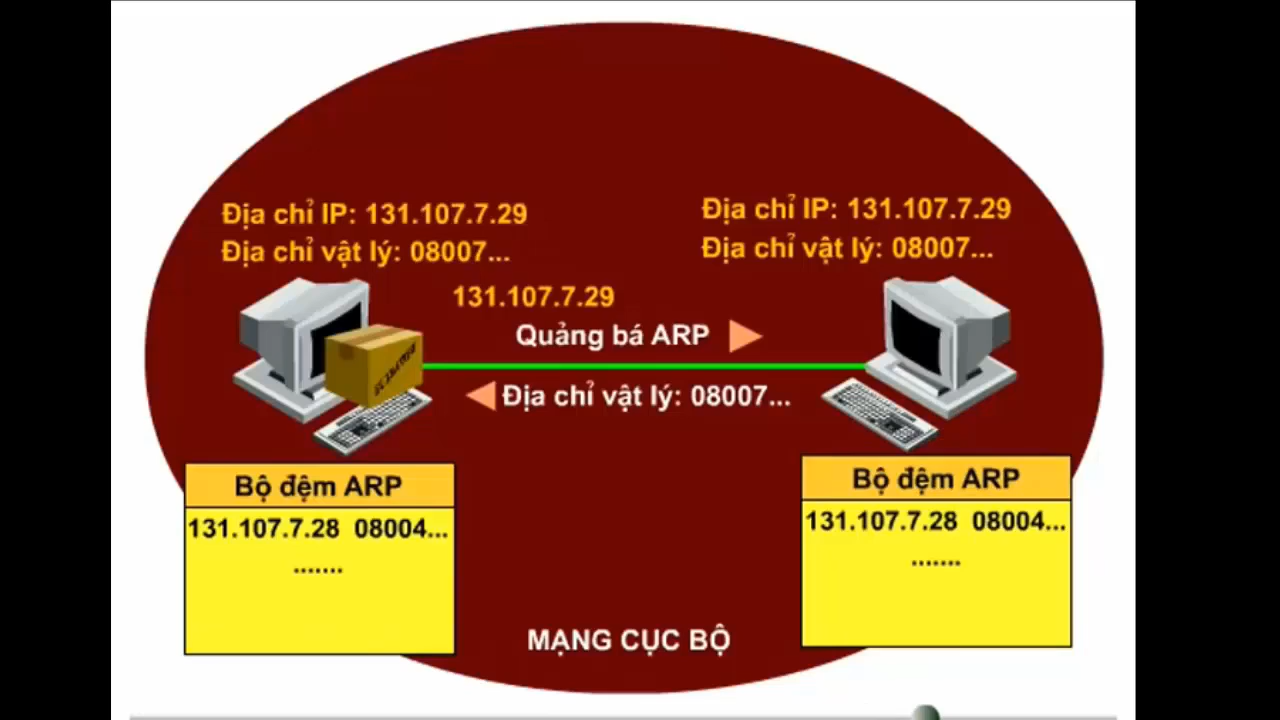 Địa chỉ IP: 131.107.7.29
Địa chỉ vật lý: 08007...
Địa chỉ IP: 131.107.7.29
Địa chỉ vật lý: 08007...
131.107.7.29
Quảng bá ARP
Địa chỉ vật lý: 08007...
Bộ đệm ARP
131.107.7.28 08004...
.......
Bộ đệm ARP
131.107.7.28 08004...
.......
MẠNG CỤC BỘ